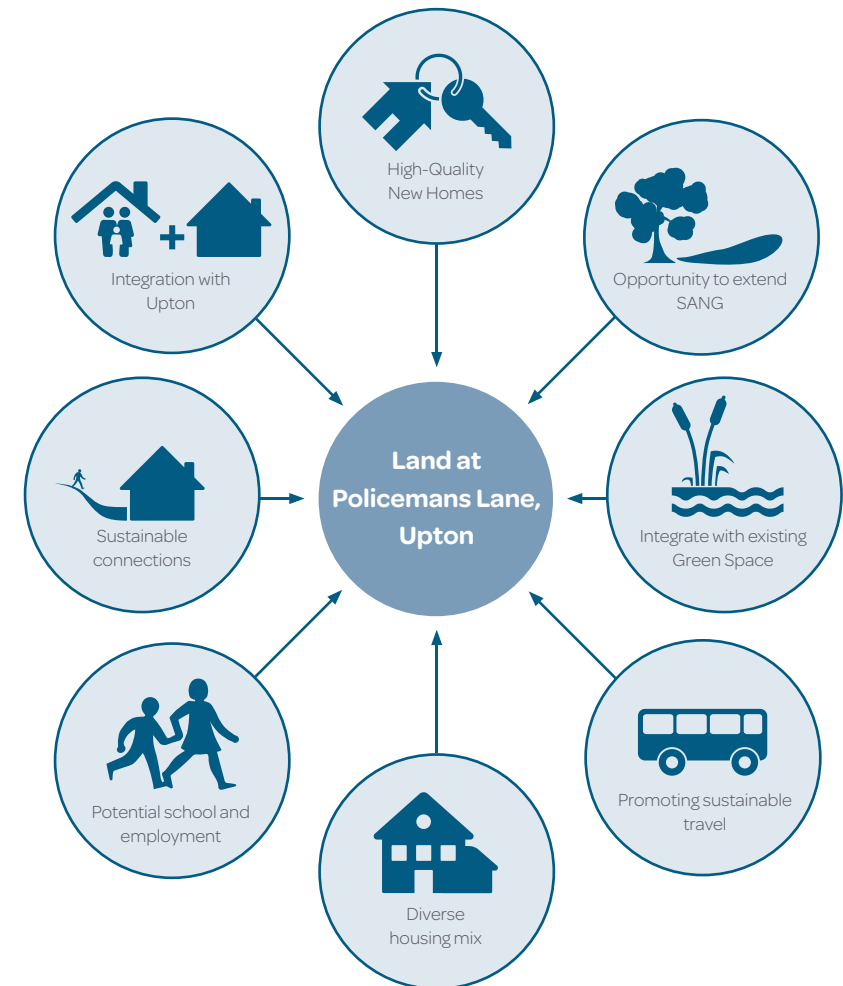 High-Quality
New Homes
Integration with
Upton
Opportunity to extend
SANG
Land at
Policemans Lane,
Upton
Sustainable
connections
Integrate with existing
Green Space
Potential school and
employment
Promoting sustainable
travel
Diverse
housing mix